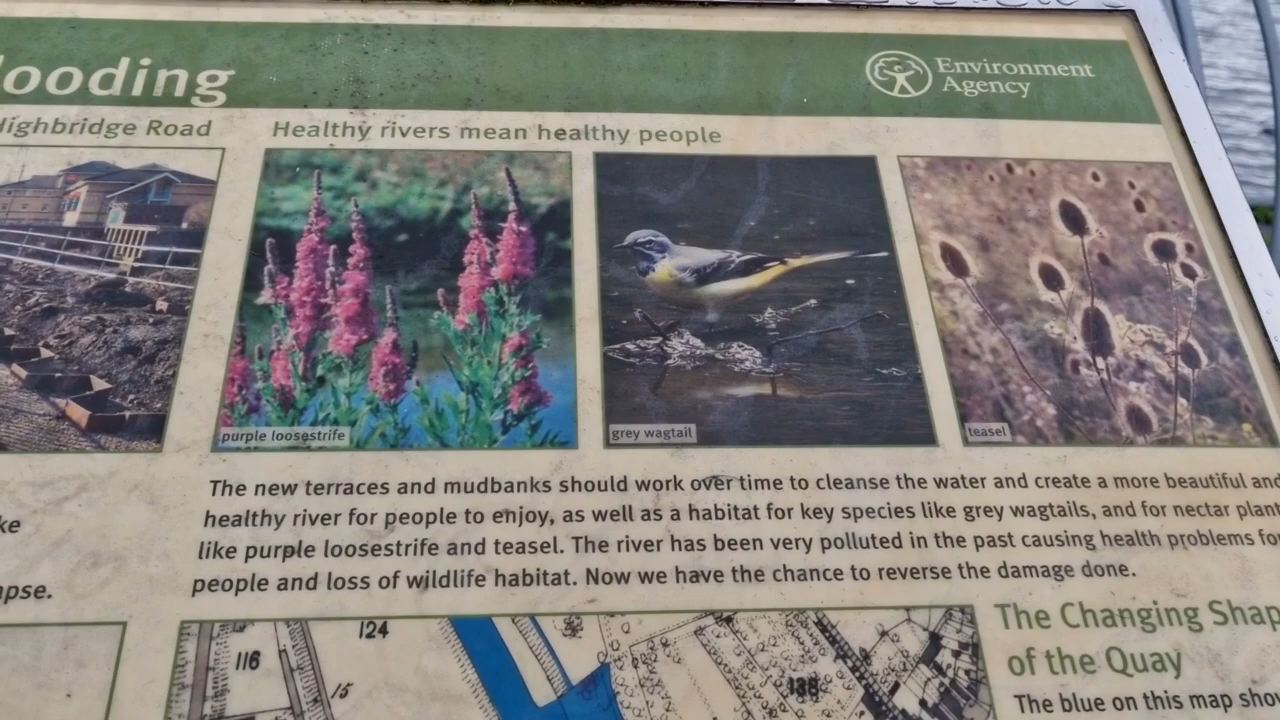 looding
Environment
Agency
Highbridge Road
Healthy rivers mean healthy people
purple loosestrife
grey wagtail
teasel
The new terraces and mudbanks should work over time to cleanse the water and create a more beautiful and
healthy river for people to enjoy, as well as a habitat for key species like grey wagtails, and for nectar plant
like purple loosestrife and teasel. The river has been very polluted in the past causing health problems for
people and loss of wildlife habitat. Now we have the chance to reverse the damage done.
ke
apse.
124
116
15
138
The Changing Shap
of the Quay
The blue on this map show